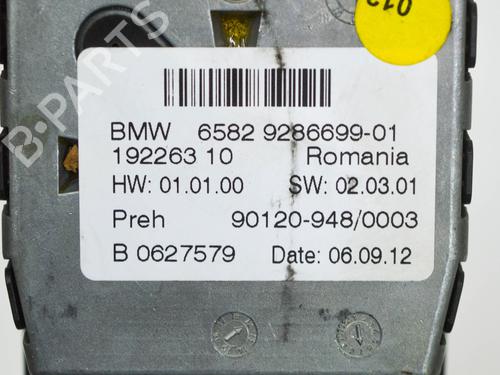 012
B-PARTS
BMW 6582 9286699-01
192263 10 Romania
HW: 01.01.00 SW: 02.03.01
Preh 90120-948/0003
B 0627579 Date: 06.09.12